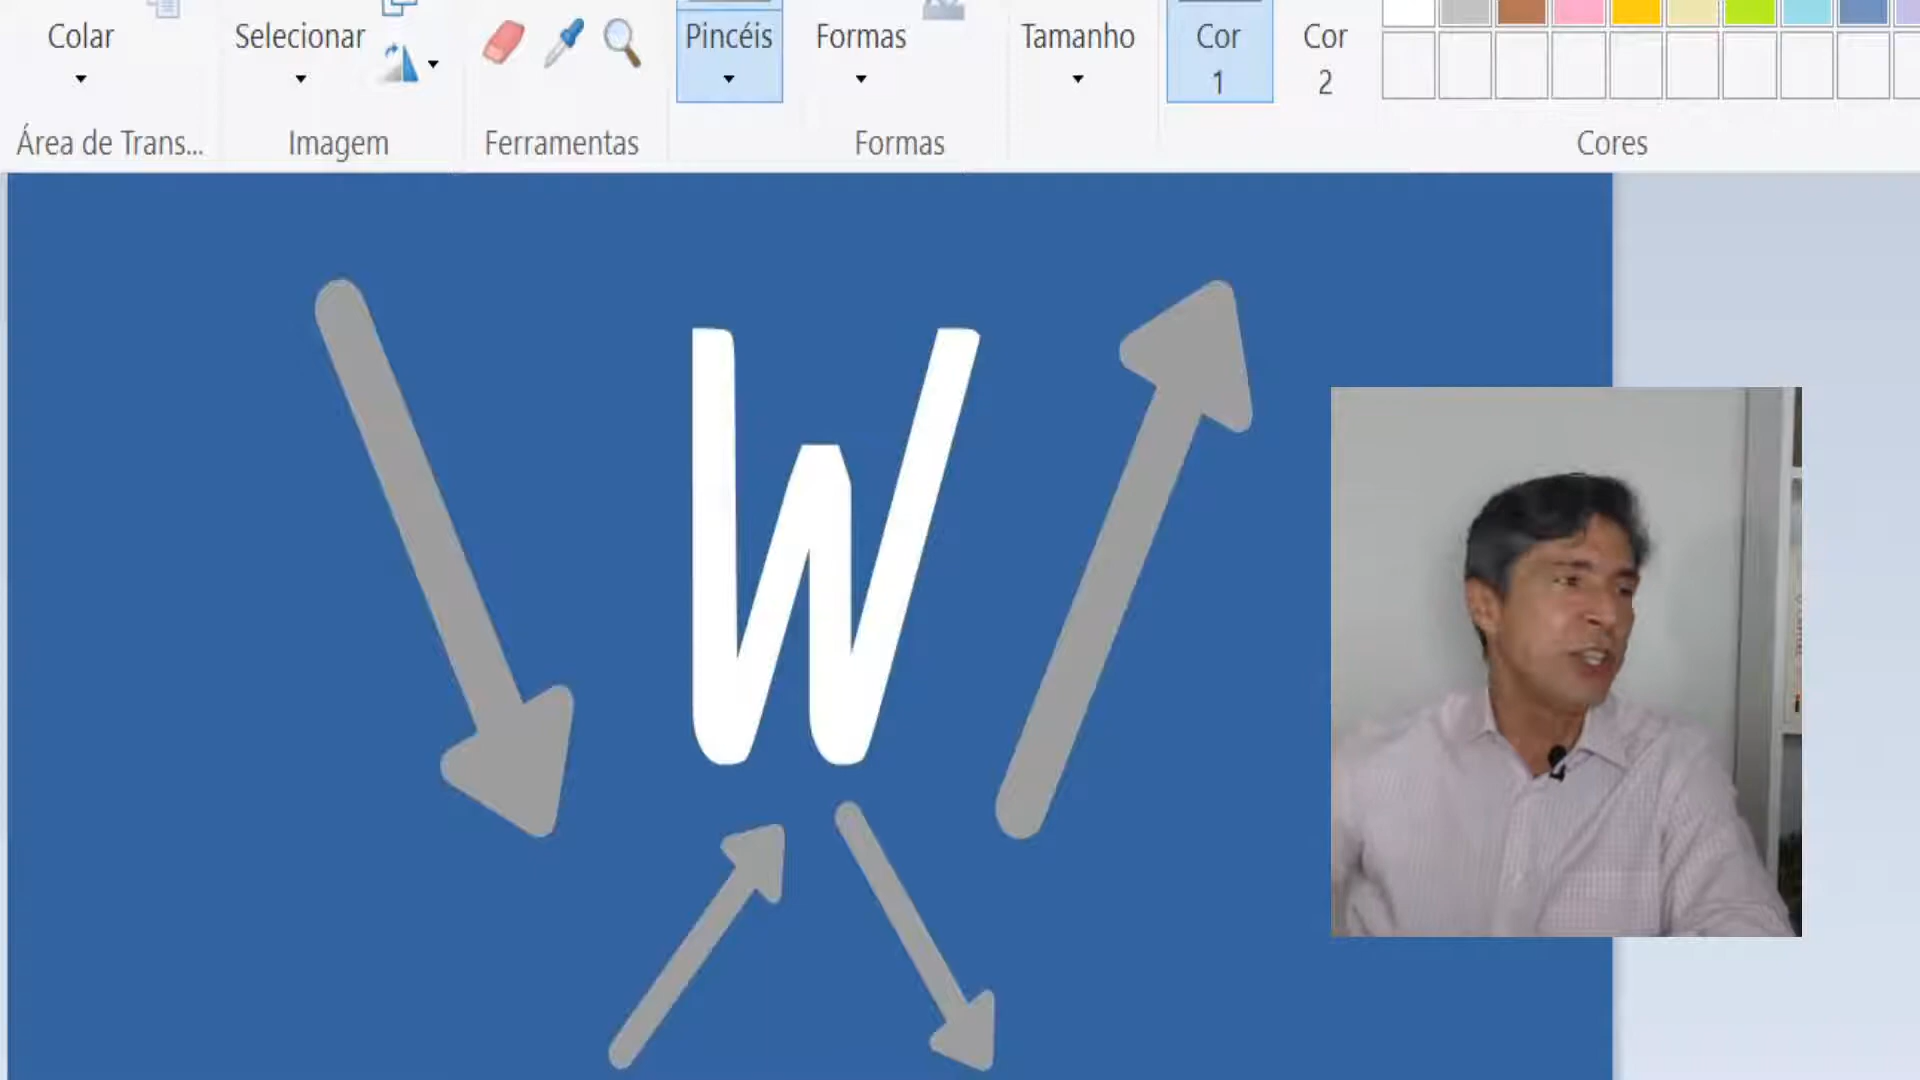 Colar
Selecionar
Pincéis
Formas
Tamanho
Cor
1
Cor
2
Área de Trans...
Imagem
Ferramentas
Formas
Cores
W